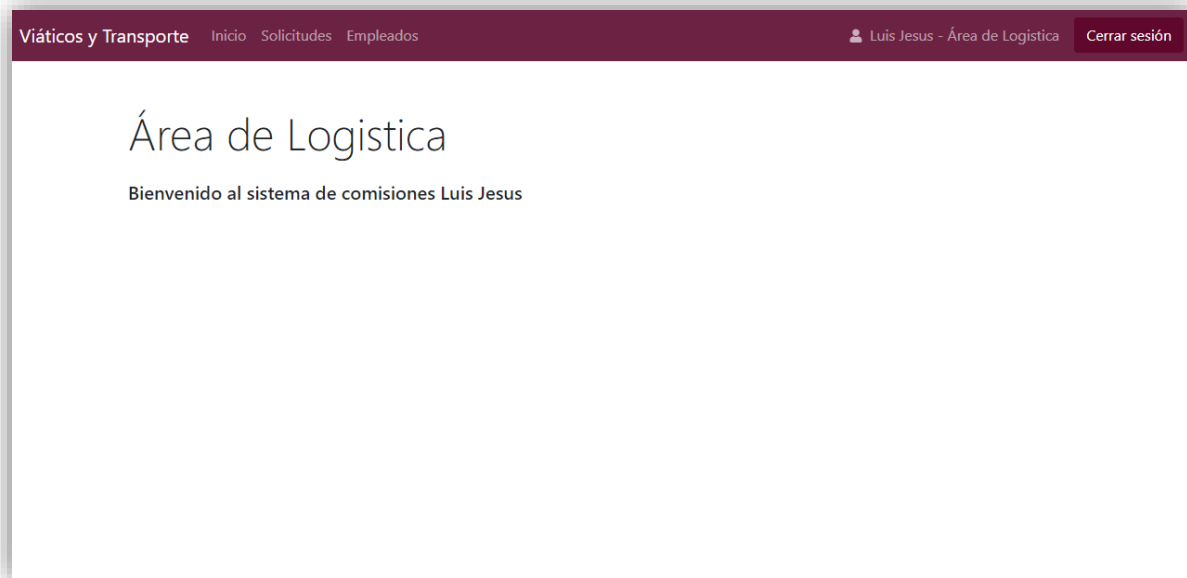 Viáticos y Transporte Inicio Solicitudes Empleados Luis Jesus - Área de Logistica Cerrar sesión
Área de Logistica
Bienvenido al sistema de comisiones Luis Jesus